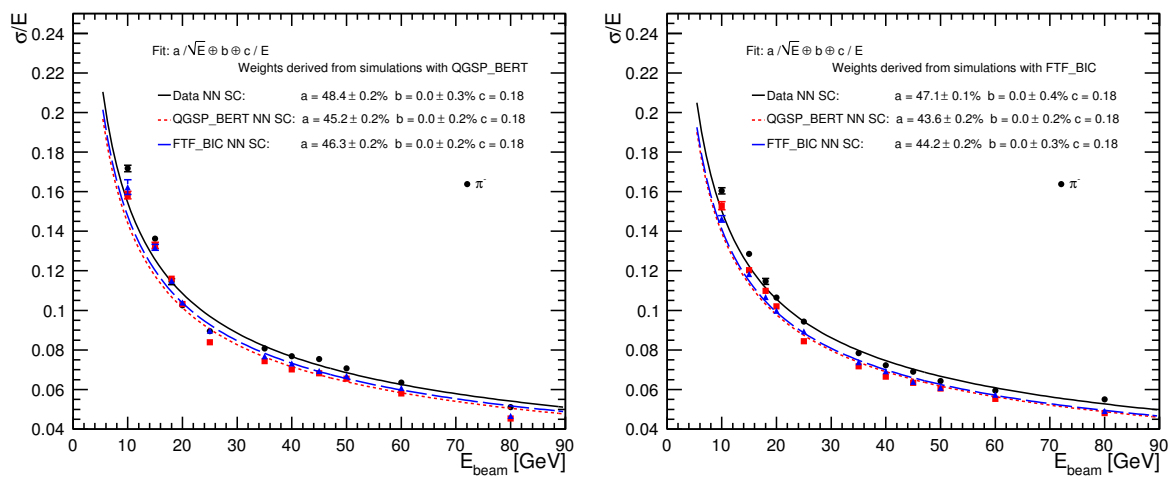 σ/E
0.24
0.22
0.2
0.18
0.16
0.14
0.12
0.1
0.08
0.06
0.04
Fit: a /√E ⊕ b ⊕ c / E
Weights derived from simulations with QGSP_BERT
Data NN SC: a = 48.4 ± 0.2% b = 0.0 ± 0.3% c = 0.18
QGSP_BERT NN SC: a = 45.2 ± 0.2% b = 0.0 ± 0.2% c = 0.18
FTF_BIC NN SC: a = 46.3 ± 0.2% b = 0.0 ± 0.2% c = 0.18
π⁻
0 10 20 30 40 50 60 70 80 90
E_beam [GeV]
σ/E
0.24
0.22
0.2
0.18
0.16
0.14
0.12
0.1
0.08
0.06
0.04
Fit: a /√E ⊕ b ⊕ c / E
Weights derived from simulations with FTF_BIC
Data NN SC: a = 47.1 ± 0.1% b = 0.0 ± 0.4% c = 0.18
QGSP_BERT NN SC: a = 43.6 ± 0.2% b = 0.0 ± 0.2% c = 0.18
FTF_BIC NN SC: a = 44.2 ± 0.2% b = 0.0 ± 0.3% c = 0.18
π⁻
0 10 20 30 40 50 60 70 80 90
E_beam [GeV]